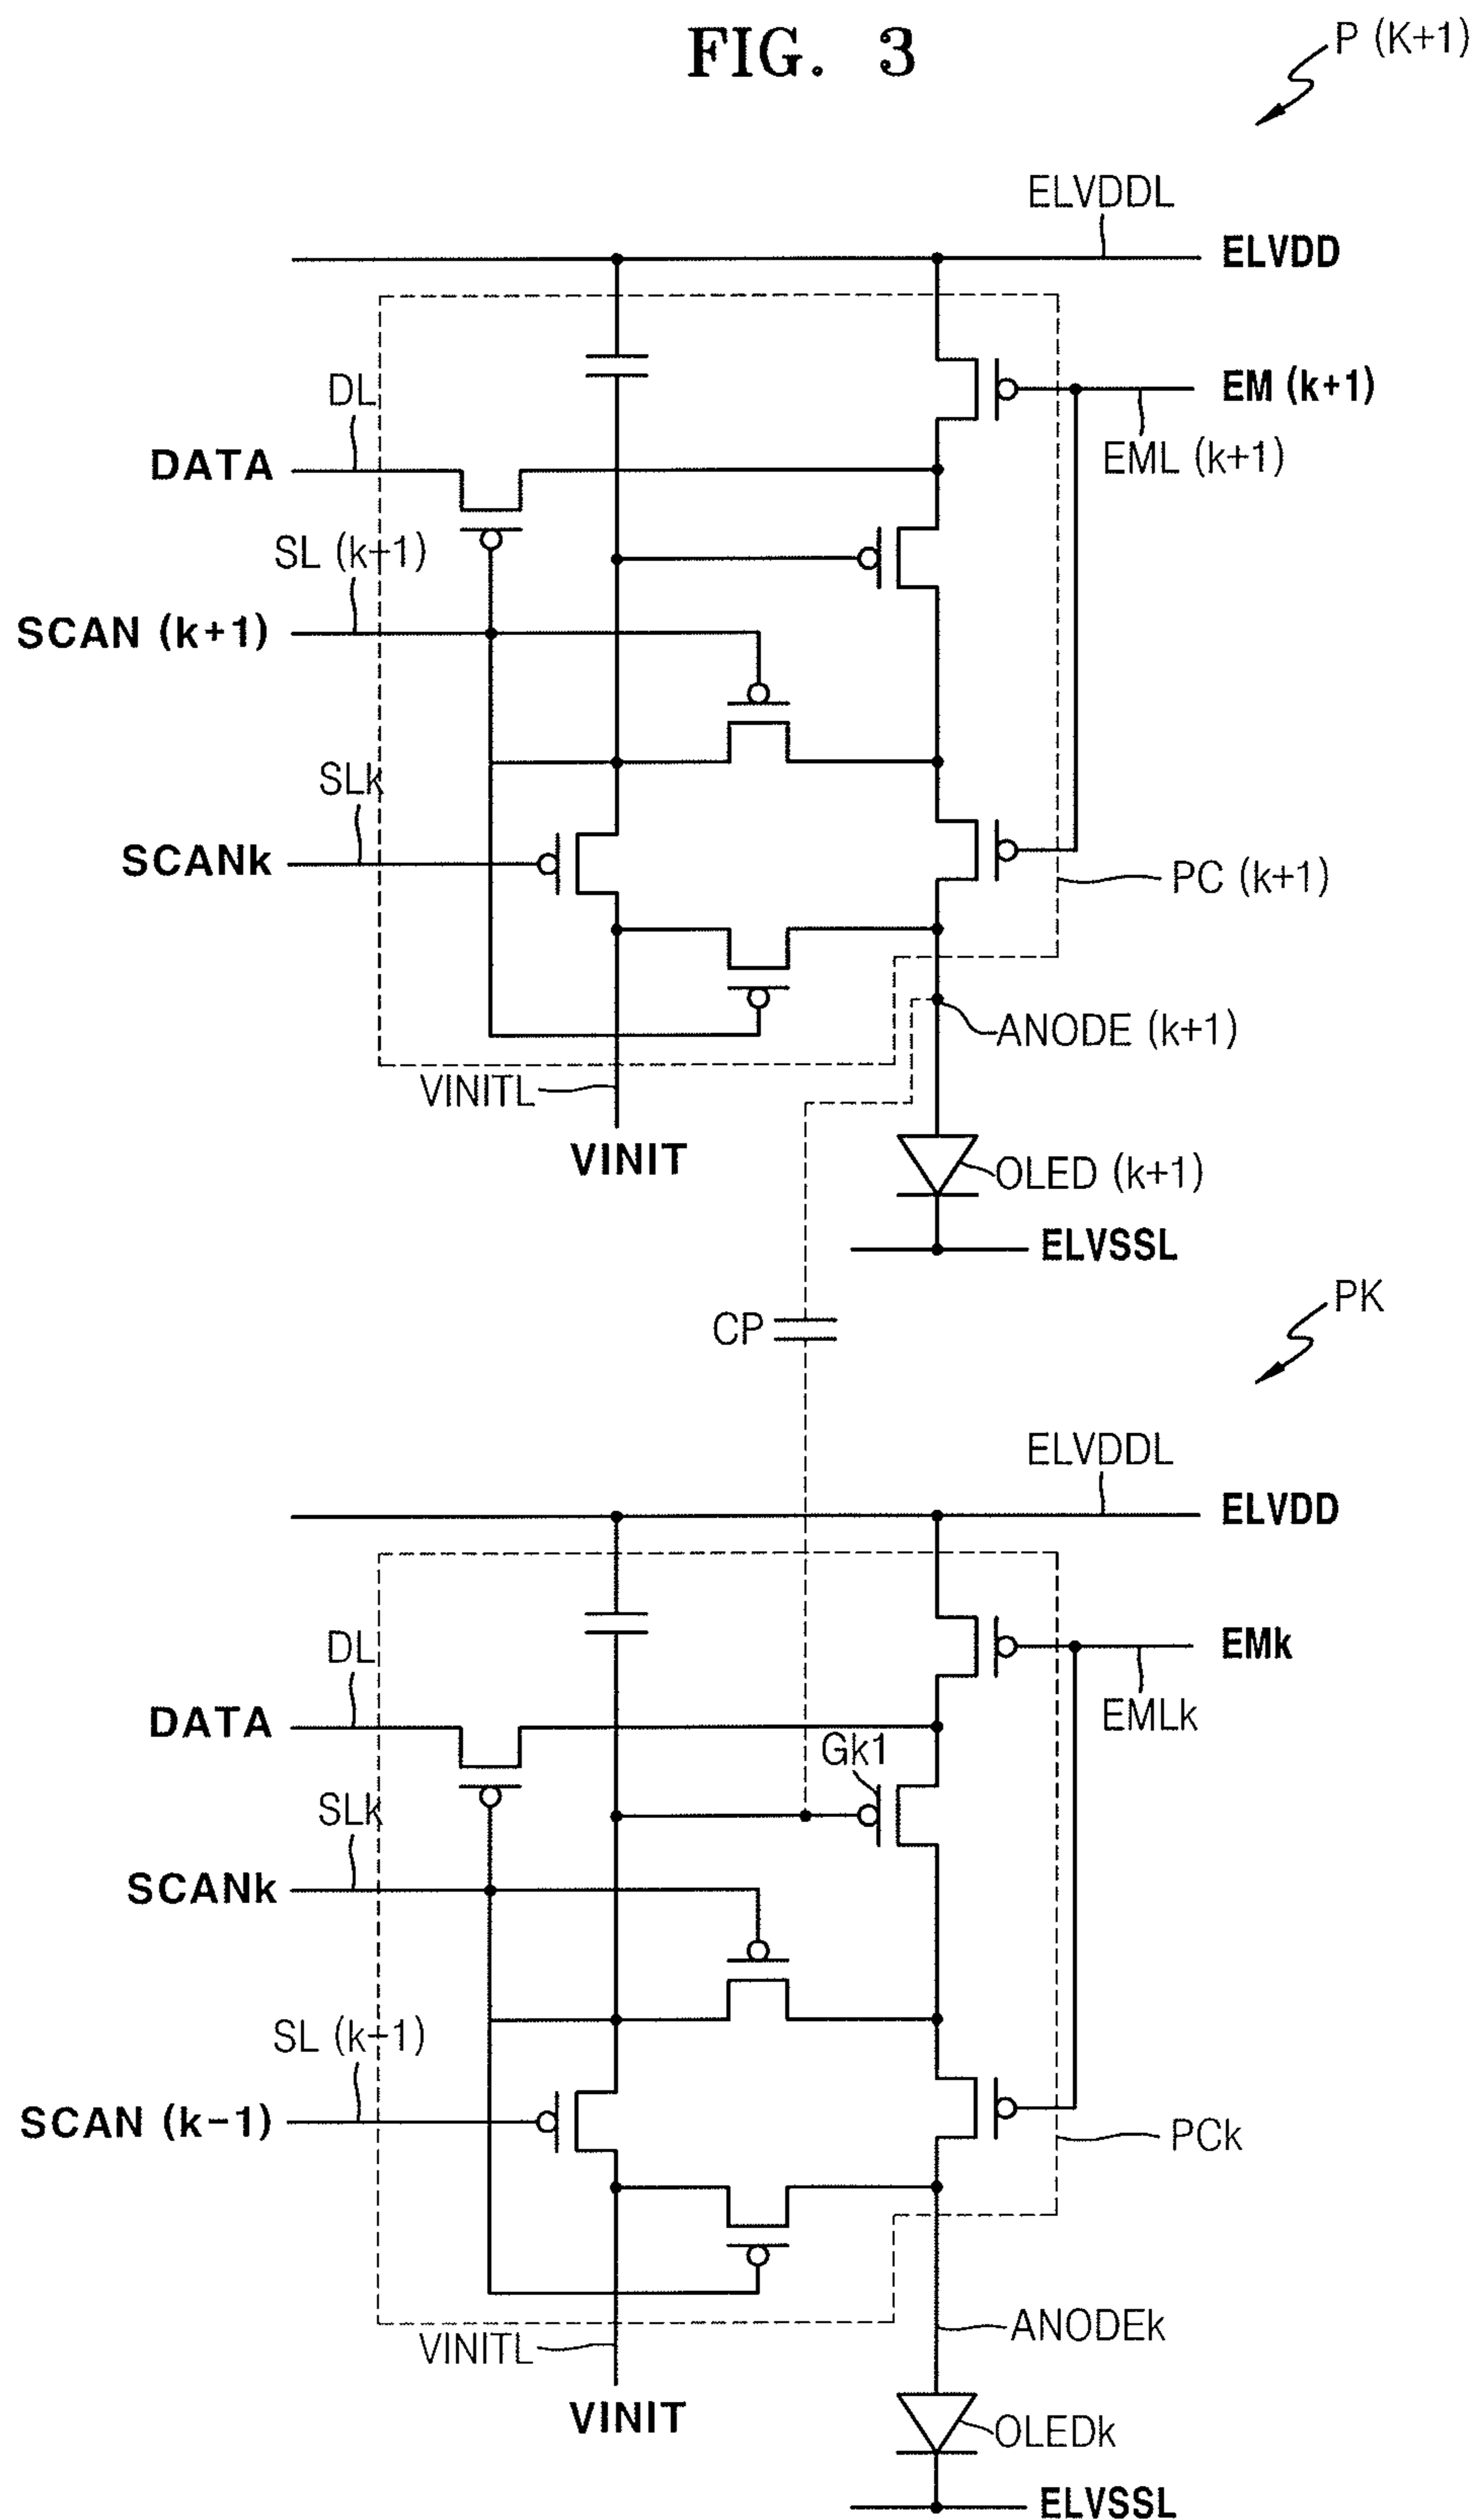 FIG. 3
P (K+1)
ELVDDL
ELVDD
DL
EM (k+1)
DATA
EML (k+1)
SL (k+1)
SCAN (k+1)
SLk
SCANk
PC (k+1)
ANODE (k+1)
VINITL
VINIT
OLED (k+1)
ELVSSL
CP
PK
ELVDDL
ELVDD
DL
EMk
DATA
EMLk
Gk1
SLk
SCANk
SL (k-1)
SCAN (k-1)
PCk
ANODEk
VINITL
VINIT
OLEDk
ELVSSL